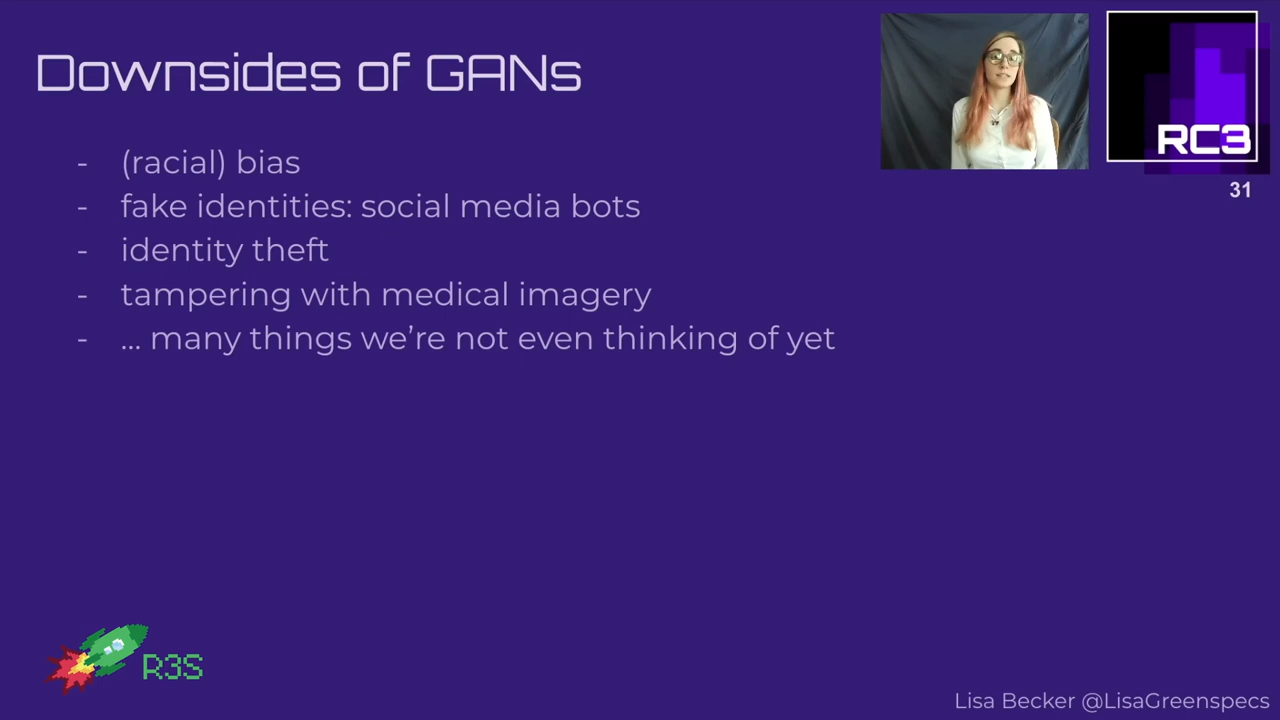 Downsides of GANs
RC3
31
- (racial) bias
- fake identities: social media bots
- identity theft
- tampering with medical imagery
- ... many things we’re not even thinking of yet
R3S
Lisa Becker @LisaGreenspecs